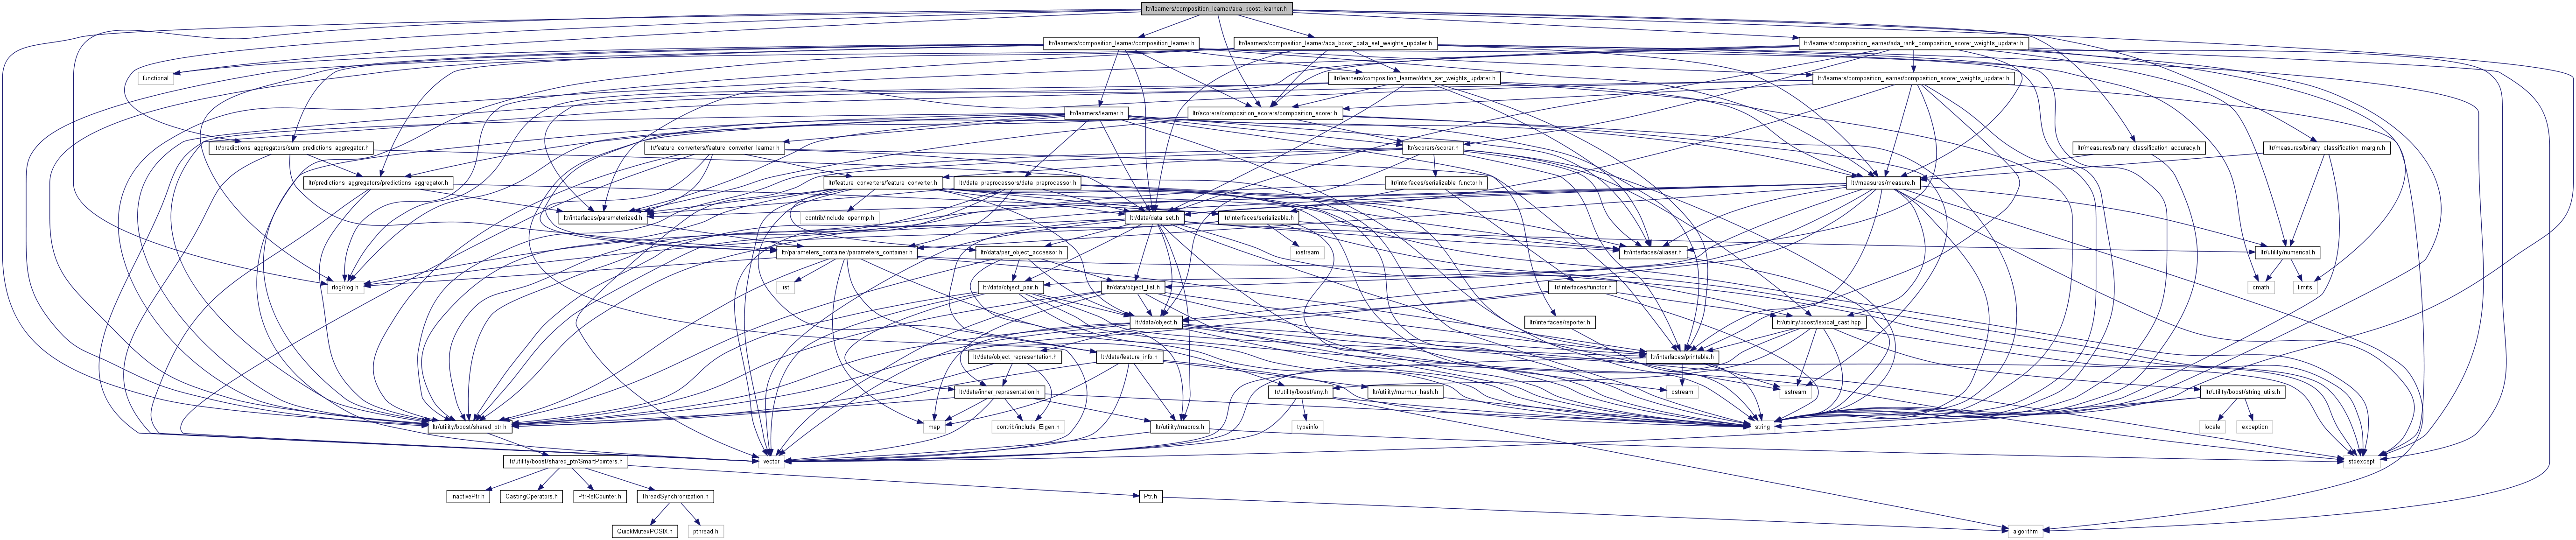 ltr/learners/composition_learner/ada_boost_learner.h
ltr/learners/composition_learner/composition_learner.h
ltr/learners/composition_learner/ada_boost_data_set_weights_updater.h
ltr/learners/composition_learner/ada_rank_composition_scorer_weights_updater.h
functional
ltr/learners/composition_learner/data_set_weights_updater.h
ltr/learners/composition_learner/composition_scorer_weights_updater.h
ltr/learners/learner.h
ltr/scorers/composition_scorers/composition_scorer.h
ltr/predictions_aggregators/sum_predictions_aggregator.h
ltr/feature_converters/feature_converter_learner.h
ltr/scorers/scorer.h
ltr/measures/binary_classification_accuracy.h
ltr/measures/binary_classification_margin.h
ltr/predictions_aggregators/predictions_aggregator.h
ltr/feature_converters/feature_converter.h
ltr/data_preprocessors/data_preprocessor.h
ltr/interfaces/serializable_functor.h
ltr/measures/measure.h
ltr/interfaces/parameterized.h
contrib/include_openmp.h
ltr/data/data_set.h
ltr/interfaces/serializable.h
ltr/parameters_container/parameters_container.h
ltr/data/per_object_accessor.h
iostream
ltr/interfaces/aliaser.h
ltr/utility/numerical.h
rlog/rlog.h
list
ltr/data/object_pair.h
ltr/data/object_list.h
ltr/interfaces/functor.h
cmath
limits
ltr/data/object.h
ltr/interfaces/reporter.h
ltr/utility/boost/lexical_cast.hpp
ltr/data/object_representation.h
ltr/data/feature_info.h
ltr/interfaces/printable.h
ltr/data/inner_representation.h
ltr/utility/boost/any.h
ltr/utility/murmur_hash.h
ostream
sstream
ltr/utility/boost/string_utils.h
ltr/utility/boost/shared_ptr.h
map
contrib/include_Eigen.h
ltr/utility/macros.h
typeinfo
string
locale
exception
ltr/utility/boost/shared_ptr/SmartPointers.h
vector
stdexcept
InactivePtr.h
CastingOperators.h
PtrRefCounter.h
ThreadSynchronization.h
Ptr.h
QuickMutexPOSIX.h
pthread.h
algorithm